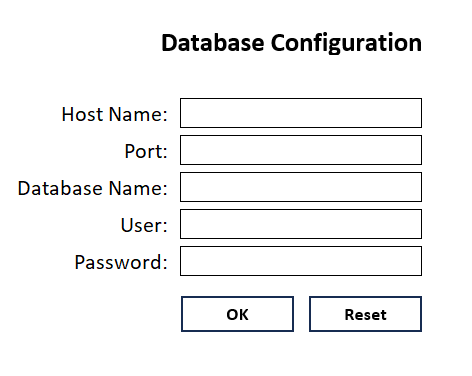 Database Configuration
Host Name:
Port:
Database Name:
User:
Password:
OK Reset